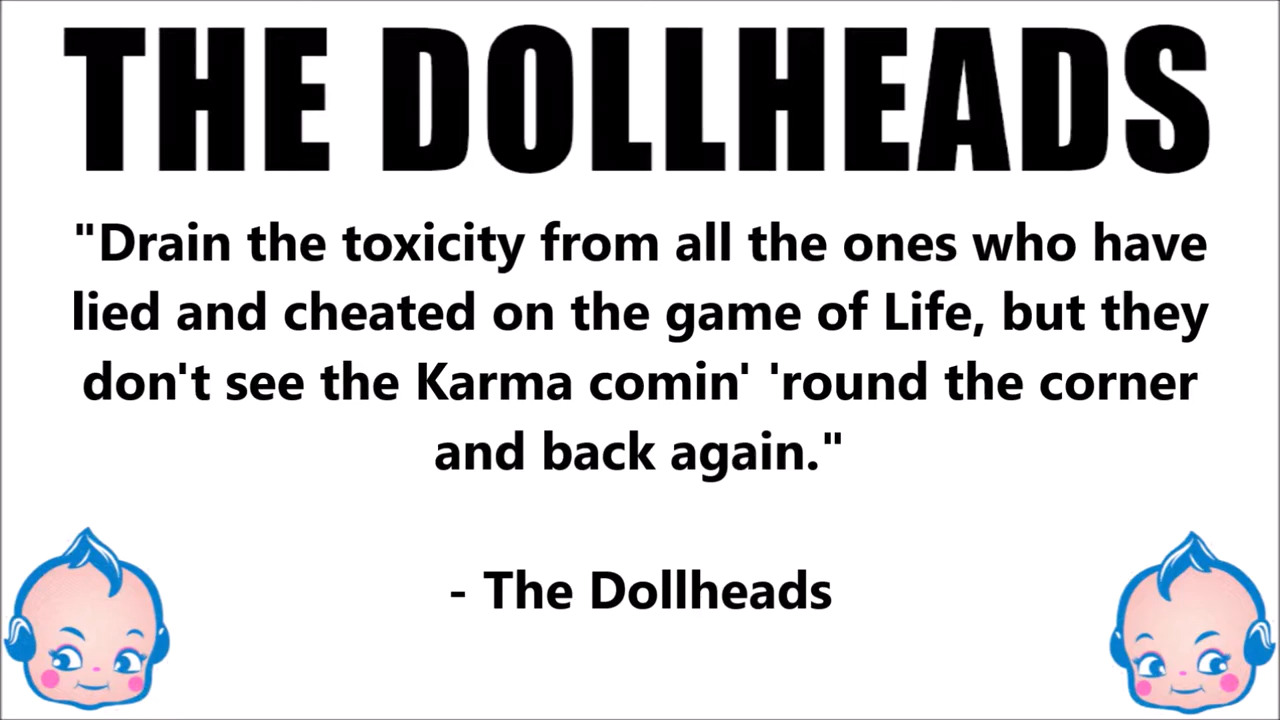 THE DOLLHEADS
"Drain the toxicity from all the ones who have
lied and cheated on the game of Life, but they
don't see the Karma comin' 'round the corner
and back again."
- The Dollheads